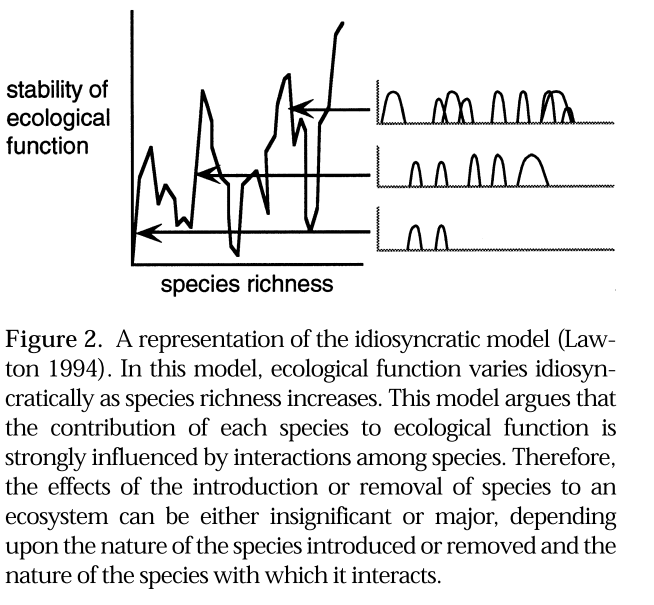 stability of
ecological
function
species richness
Figure 2. A representation of the idiosyncratic model (Law-
ton 1994). In this model, ecological function varies idiosyn-
cratically as species richness increases. This model argues that
the contribution of each species to ecological function is
strongly influenced by interactions among species. Therefore,
the effects of the introduction or removal of species to an
ecosystem can be either insignificant or major, depending
upon the nature of the species introduced or removed and the
nature of the species with which it interacts.